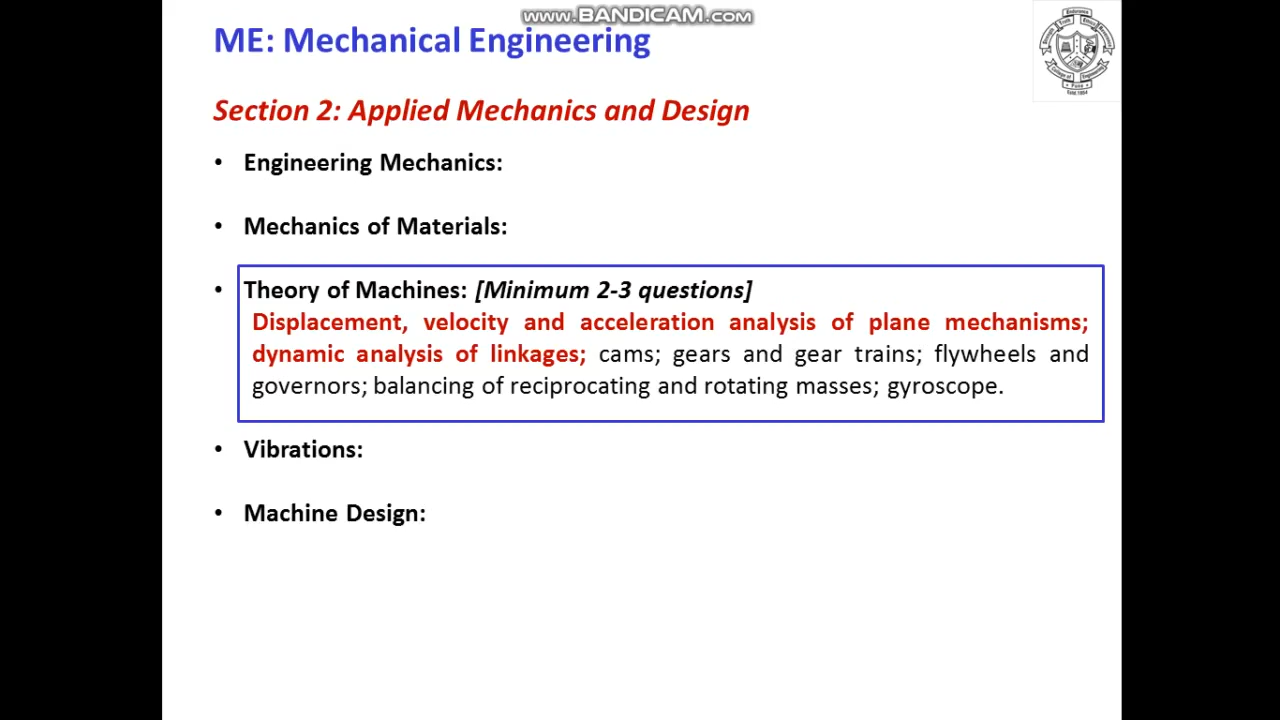 www.BANDICAM.com
ME: Mechanical Engineering
Section 2: Applied Mechanics and Design
• Engineering Mechanics:
• Mechanics of Materials:
• Theory of Machines: [Minimum 2-3 questions]
Displacement, velocity and acceleration analysis of plane mechanisms;
dynamic analysis of linkages; cams; gears and gear trains; flywheels and
governors; balancing of reciprocating and rotating masses; gyroscope.
• Vibrations:
• Machine Design: